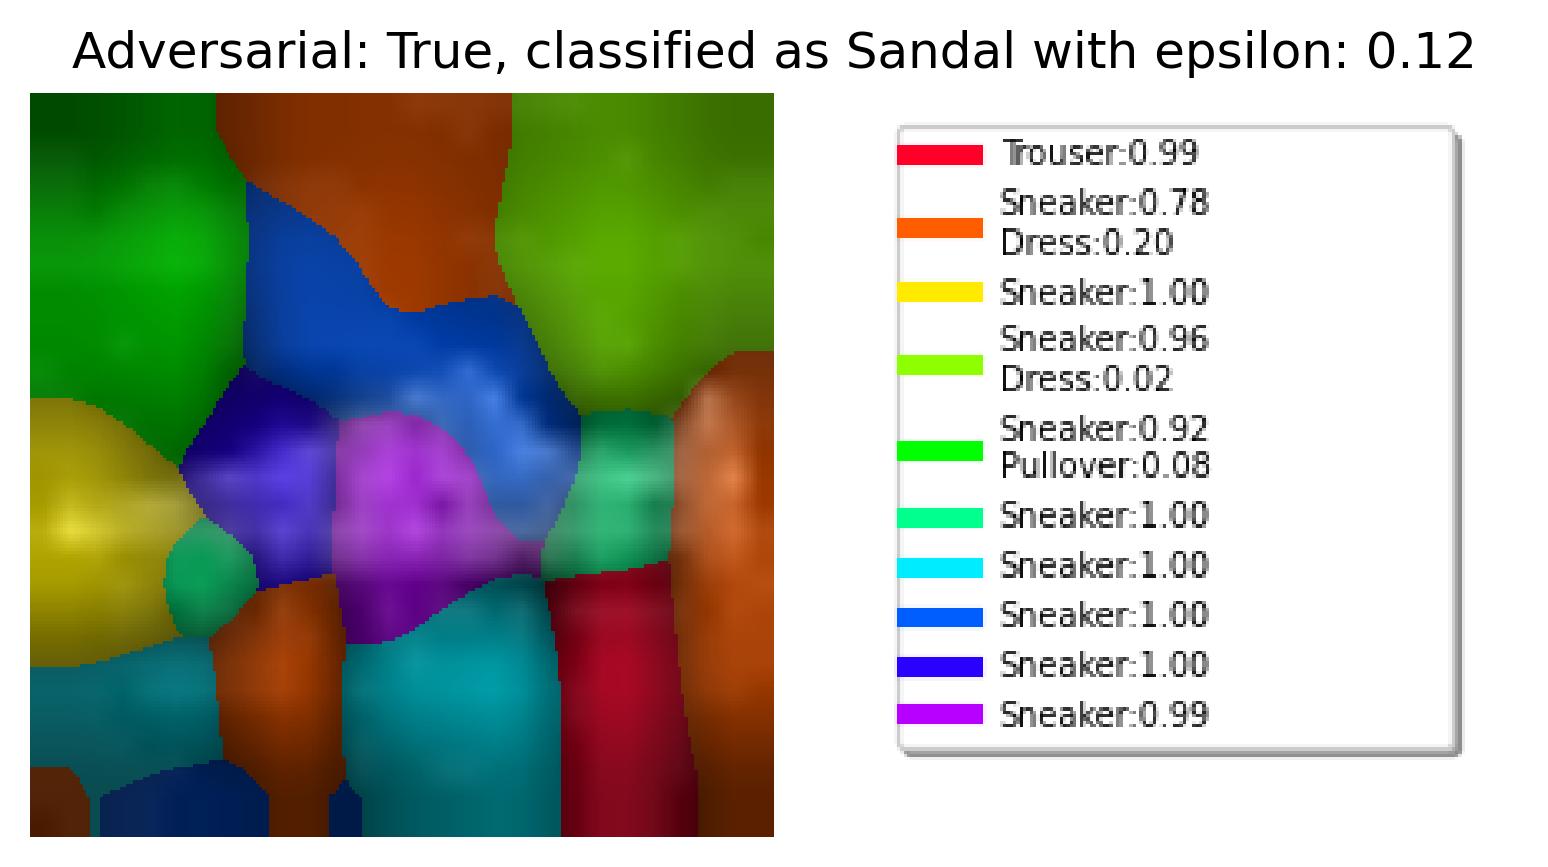 Adversarial: True, classified as Sandal with epsilon: 0.12
Trouser:0.99
Sneaker:0.78
Dress:0.20
Sneaker:1.00
Sneaker:0.96
Dress:0.02
Sneaker:0.92
Pullover:0.08
Sneaker:1.00
Sneaker:1.00
Sneaker:1.00
Sneaker:1.00
Sneaker:0.99